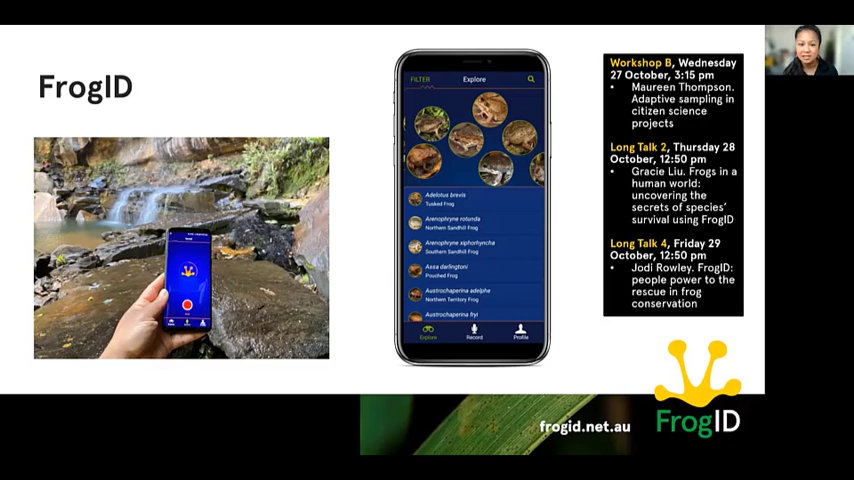 FrogID
FILTER
Explore
Adelotus brevis
Tusked Frog
Arenophryne rotunda
Northern Sandhill Frog
Arenophryne siphorhyncha
Southern Sandhill Frog
Assa darlingtoni
Pouched Frog
Austrochaperina adelphe
Northern Territory Frog
Austrochaperina fryi
Explore
Record
Profile
Workshop B, Wednesday
27 October, 3:15 pm
• Maureen Thompson.
Adaptive sampling in
citizen science
projects
Long Talk 2, Thursday 28
October, 12:50 pm
• Gracie Liu. Frogs in a
human world:
uncovering the
secrets of species'
survival using FrogID
Long Talk 4, Friday 29
October, 12:50 pm
• Jodi Rowley. FrogID:
people power to the
rescue in frog
conservation
frogid.net.au
FrogID